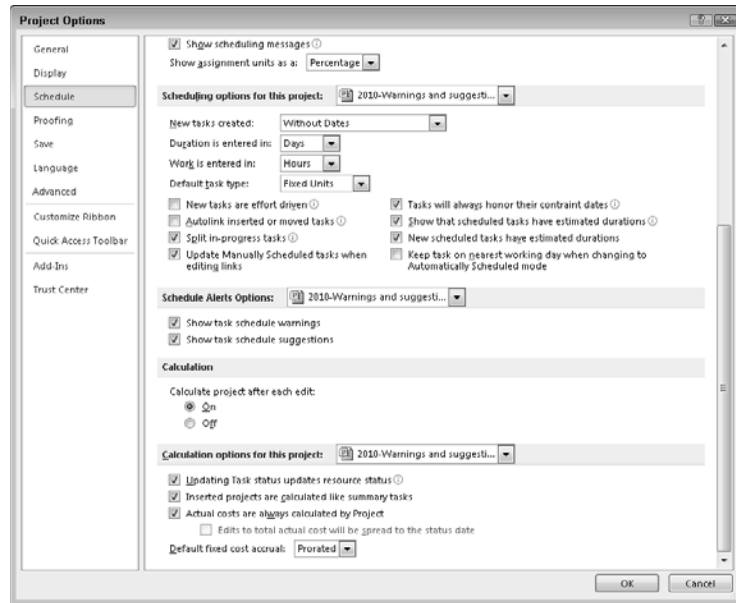 Project Options
General
Display
Schedule
Proofing
Save
Language
Advanced
Customize Ribbon
Quick Access Toolbar
Add-Ins
Trust Center
Show scheduling messages
Show assignment units as a: Percentage
Scheduling options for this project: 2010-Warnings and suggesti...
New tasks created: Without Dates
Duration is entered in: Days
Work is entered in: Hours
Default task type: Fixed Units
New tasks are effort driven
Autolink inserted or moved tasks
Split in-progress tasks
Update Manually Scheduled tasks when
editing links
Tasks will always honor their contraint dates
Show that scheduled tasks have estimated durations
New scheduled tasks have estimated durations
Keep task on nearest working day when changing to
Automatically Scheduled mode
Schedule Alerts Options: 2010-Warnings and suggesti...
Show task schedule warnings
Show task schedule suggestions
Calculation
Calculate project after each edit:
On
Off
Calculation options for this project: 2010-Warnings and suggesti...
Updating Task status updates resource status
Inserted projects are calculated like summary tasks
Actual costs are always calculated by Project
Edits to total actual cost will be spread to the status date
Default fixed cost accrual: Prorated
OK
Cancel